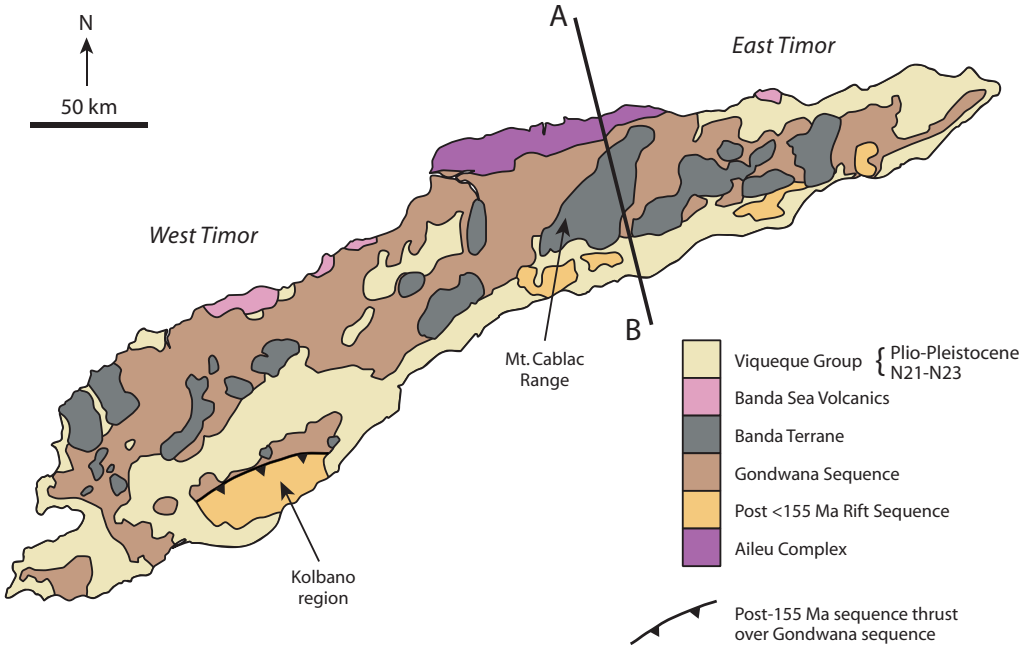 N
50 km
A
East Timor
West Timor
B
Mt. Cablac
Range
Kolbano
region
Viqueque Group { Plio-Pleistocene
N21-N23
Banda Sea Volcanics
Banda Terrane
Gondwana Sequence
Post <155 Ma Rift Sequence
Aileu Complex
Post-155 Ma sequence thrust
over Gondwana sequence